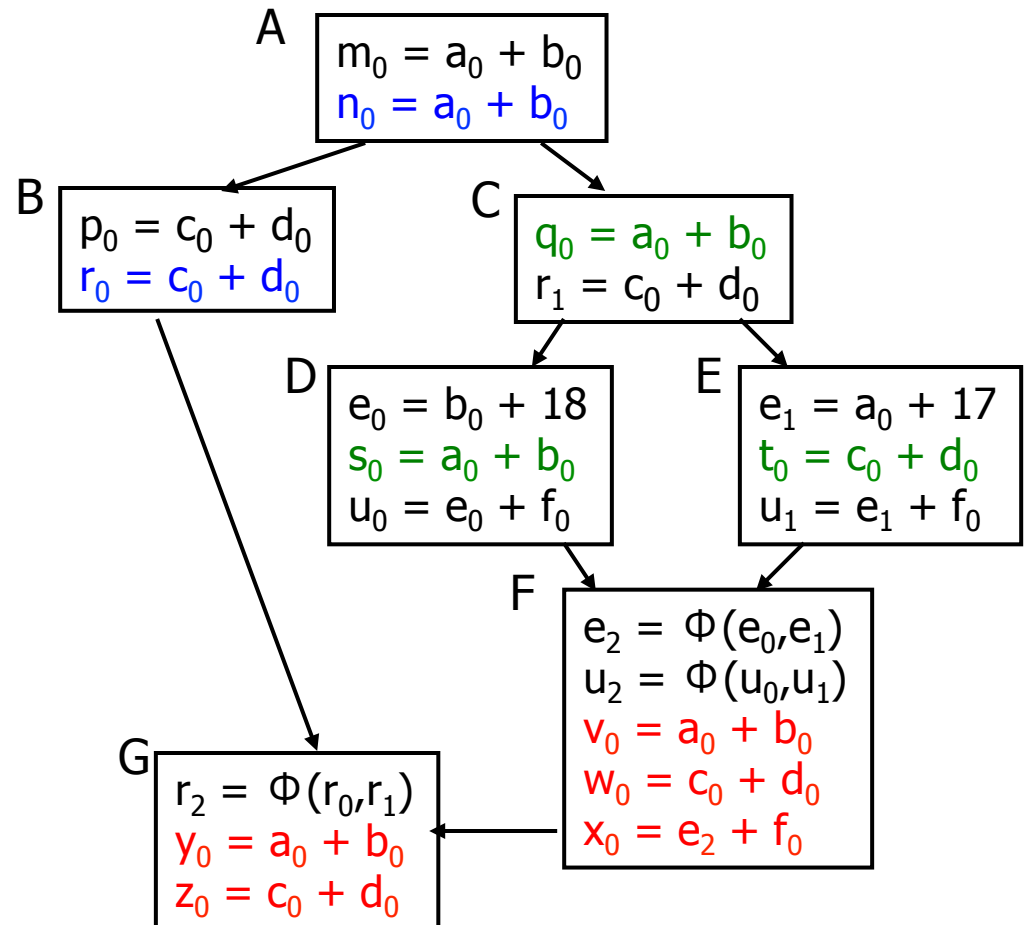 A
m₀ = a₀ + b₀
n₀ = a₀ + b₀
B
p₀ = c₀ + d₀
r₀ = c₀ + d₀
C
q₀ = a₀ + b₀
r₁ = c₀ + d₀
D
e₀ = b₀ + 18
s₀ = a₀ + b₀
u₀ = e₀ + f₀
E
e₁ = a₀ + 17
t₀ = c₀ + d₀
u₁ = e₁ + f₀
F
e₂ = Φ(e₀,e₁)
u₂ = Φ(u₀,u₁)
v₀ = a₀ + b₀
w₀ = c₀ + d₀
x₀ = e₂ + f₀
G
r₂ = Φ(r₀,r₁)
y₀ = a₀ + b₀
z₀ = c₀ + d₀